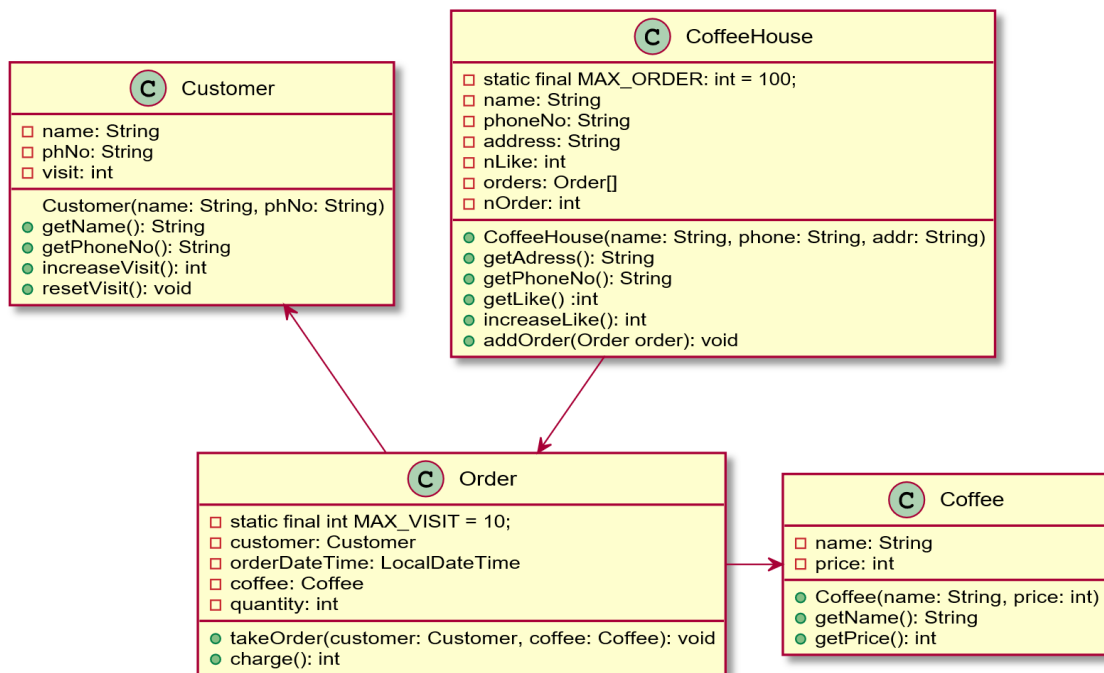 C Customer
name: String
phNo: String
visit: int
Customer(name: String, phNo: String)
getName(): String
getPhoneNo(): String
increaseVisit(): int
resetVisit(): void
C CoffeeHouse
static final MAX_ORDER: int = 100;
name: String
phoneNo: String
address: String
nLike: int
orders: Order[]
nOrder: int
CoffeeHouse(name: String, phone: String, addr: String)
getAdress(): String
getPhoneNo(): String
getLike() :int
increaseLike(): int
addOrder(Order order): void
C Order
static final int MAX_VISIT = 10;
customer: Customer
orderDateTime: LocalDateTime
coffee: Coffee
quantity: int
takeOrder(customer: Customer, coffee: Coffee): void
charge(): int
C Coffee
name: String
price: int
Coffee(name: String, price: int)
getName(): String
getPrice(): int